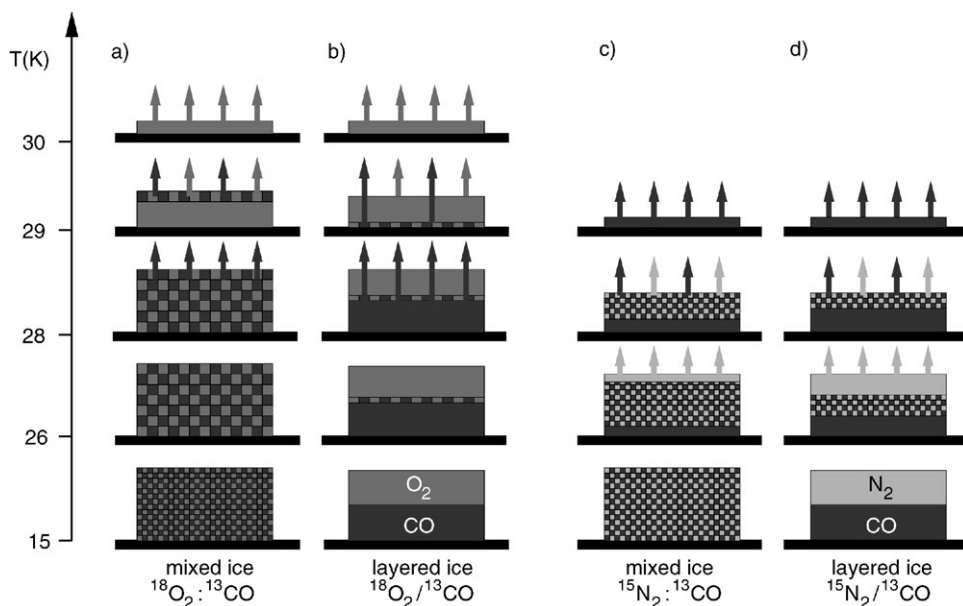 T(K)
a)
b)
c)
d)
30
29
28
26
15
O₂
CO
N₂
CO
mixed ice
¹⁸O₂:¹³CO
layered ice
¹⁸O₂/¹³CO
mixed ice
¹⁵N₂:¹³CO
layered ice
¹⁵N₂/¹³CO